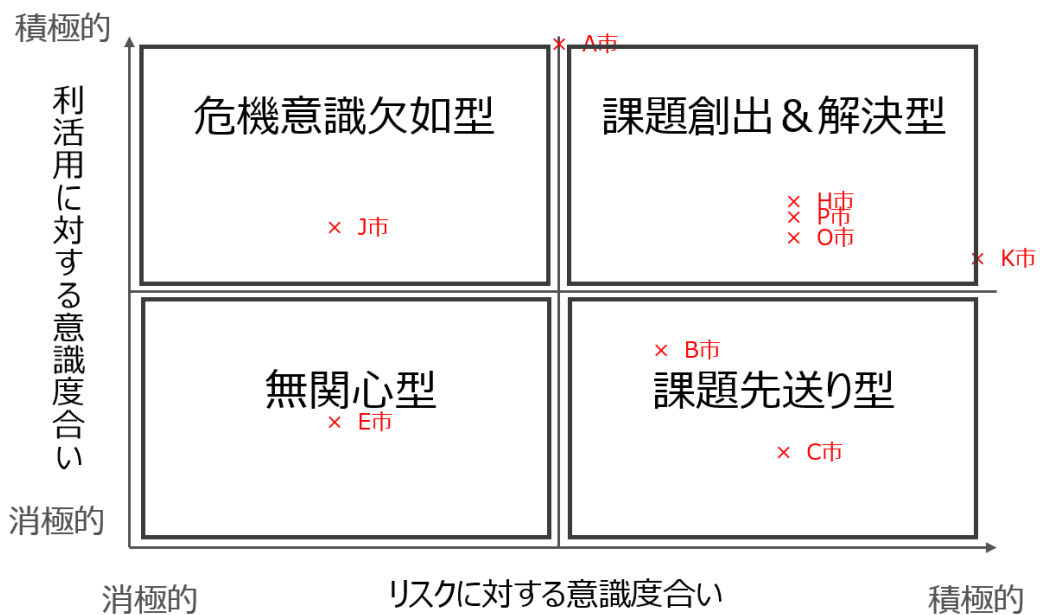 積極的
利活用に対する意識度合い
消極的
危機意識欠如型
課題創出&解決型
× A市
× H市
× P市
× O市
× K市
× J市
無関心型
× E市
× B市
課題先送り型
× C市
消極的
リスクに対する意識度合い
積極的